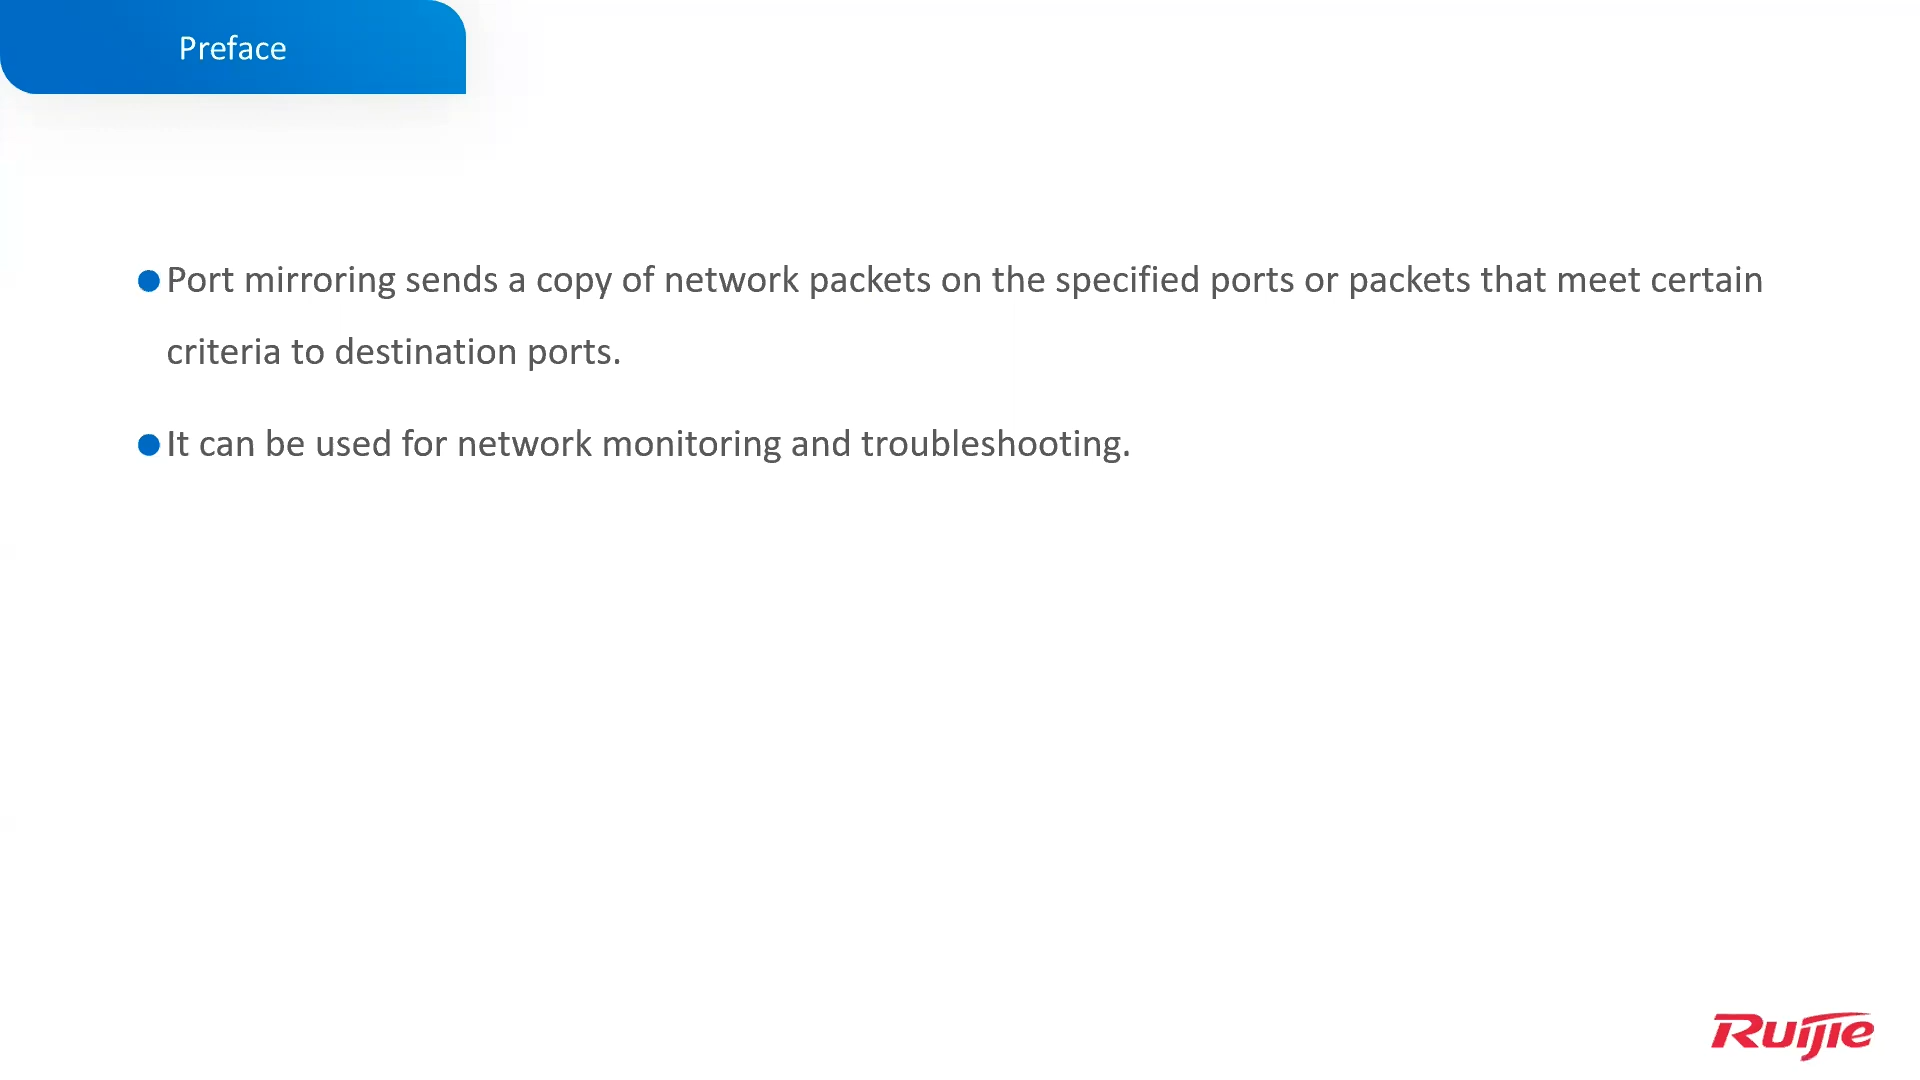 Preface
● Port mirroring sends a copy of network packets on the specified ports or packets that meet certain
criteria to destination ports.
● It can be used for network monitoring and troubleshooting.
Ruijie